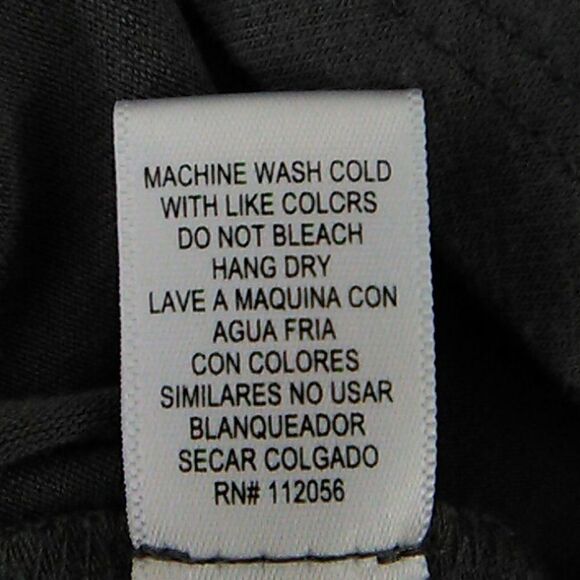 MACHINE WASH COLD
WITH LIKE COLCRS
DO NOT BLEACH
HANG DRY
LAVE A MAQUINA CON
AGUA FRIA
CON COLORES
SIMILARES NO USAR
BLANQUEADOR
SECAR COLGADO
RN# 112056